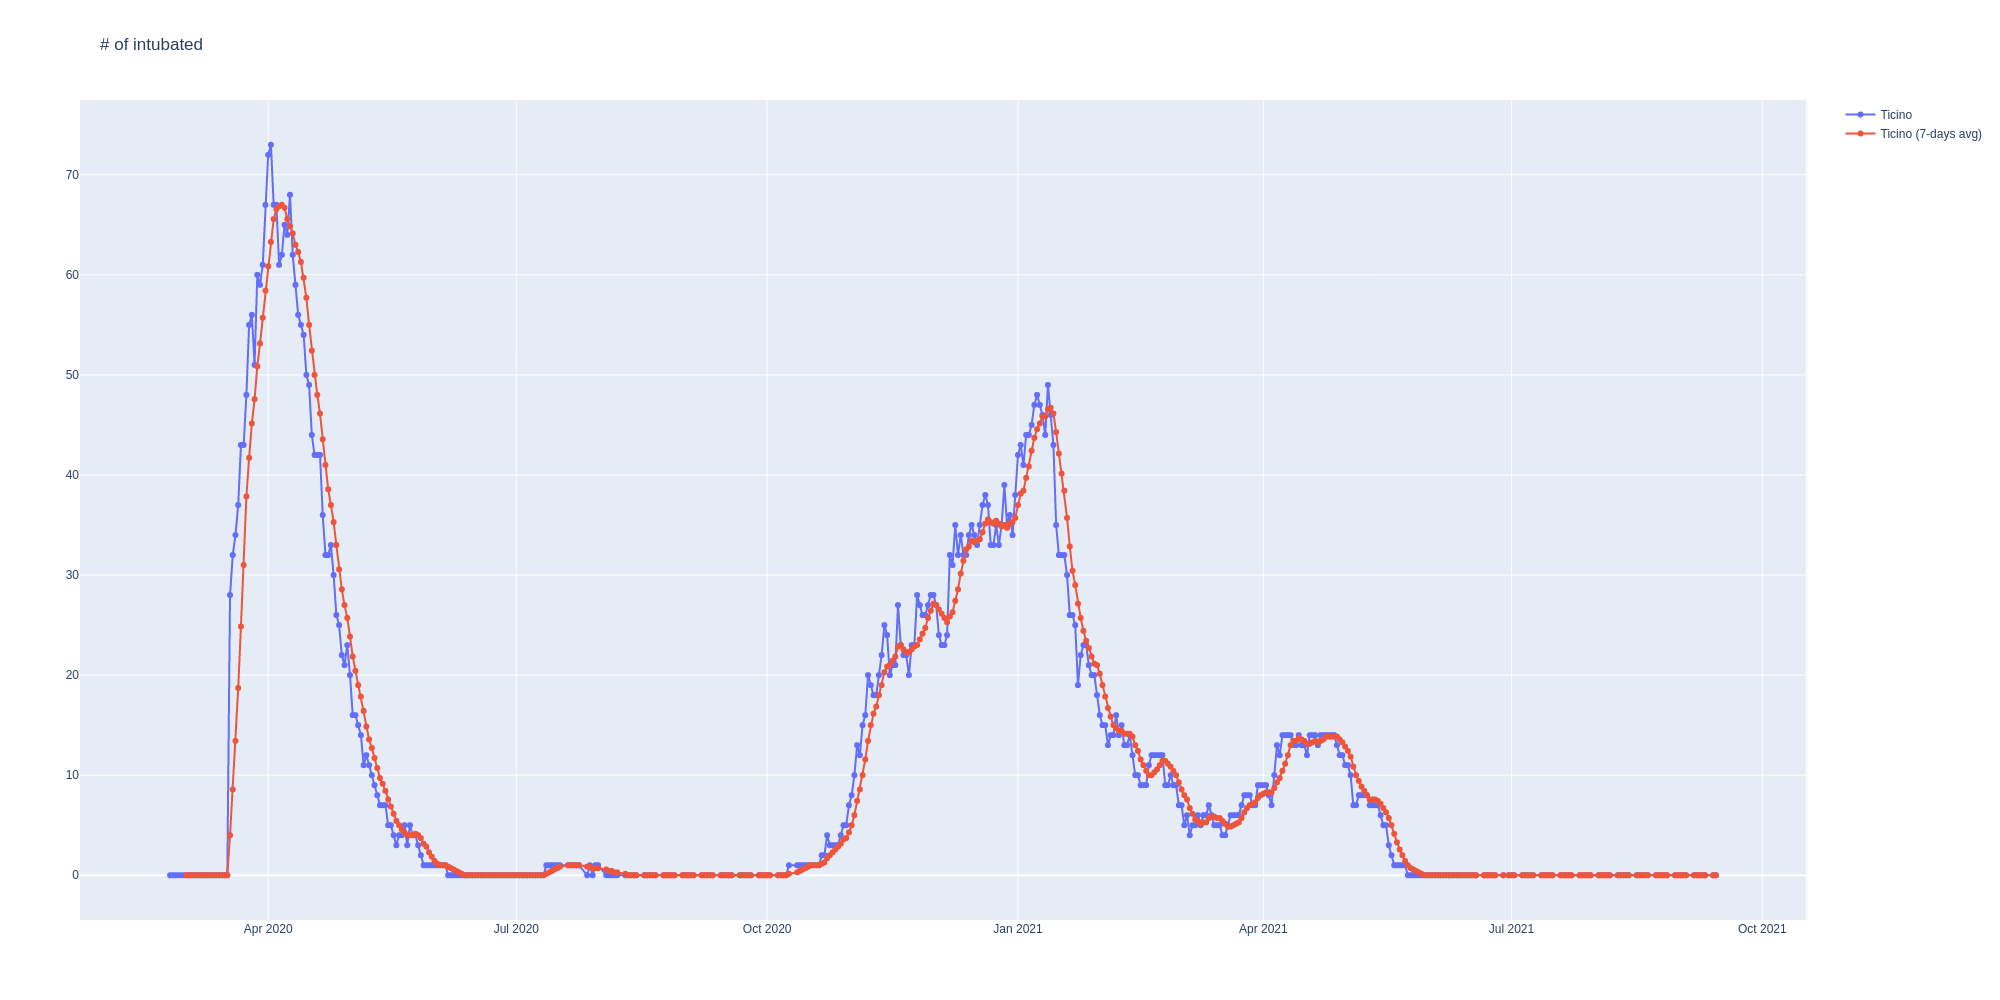 # of intubated
Ticino
Ticino (7-days avg)
70
60
50
40
30
20
10
0
Apr 2020
Jul 2020
Oct 2020
Jan 2021
Apr 2021
Jul 2021
Oct 2021